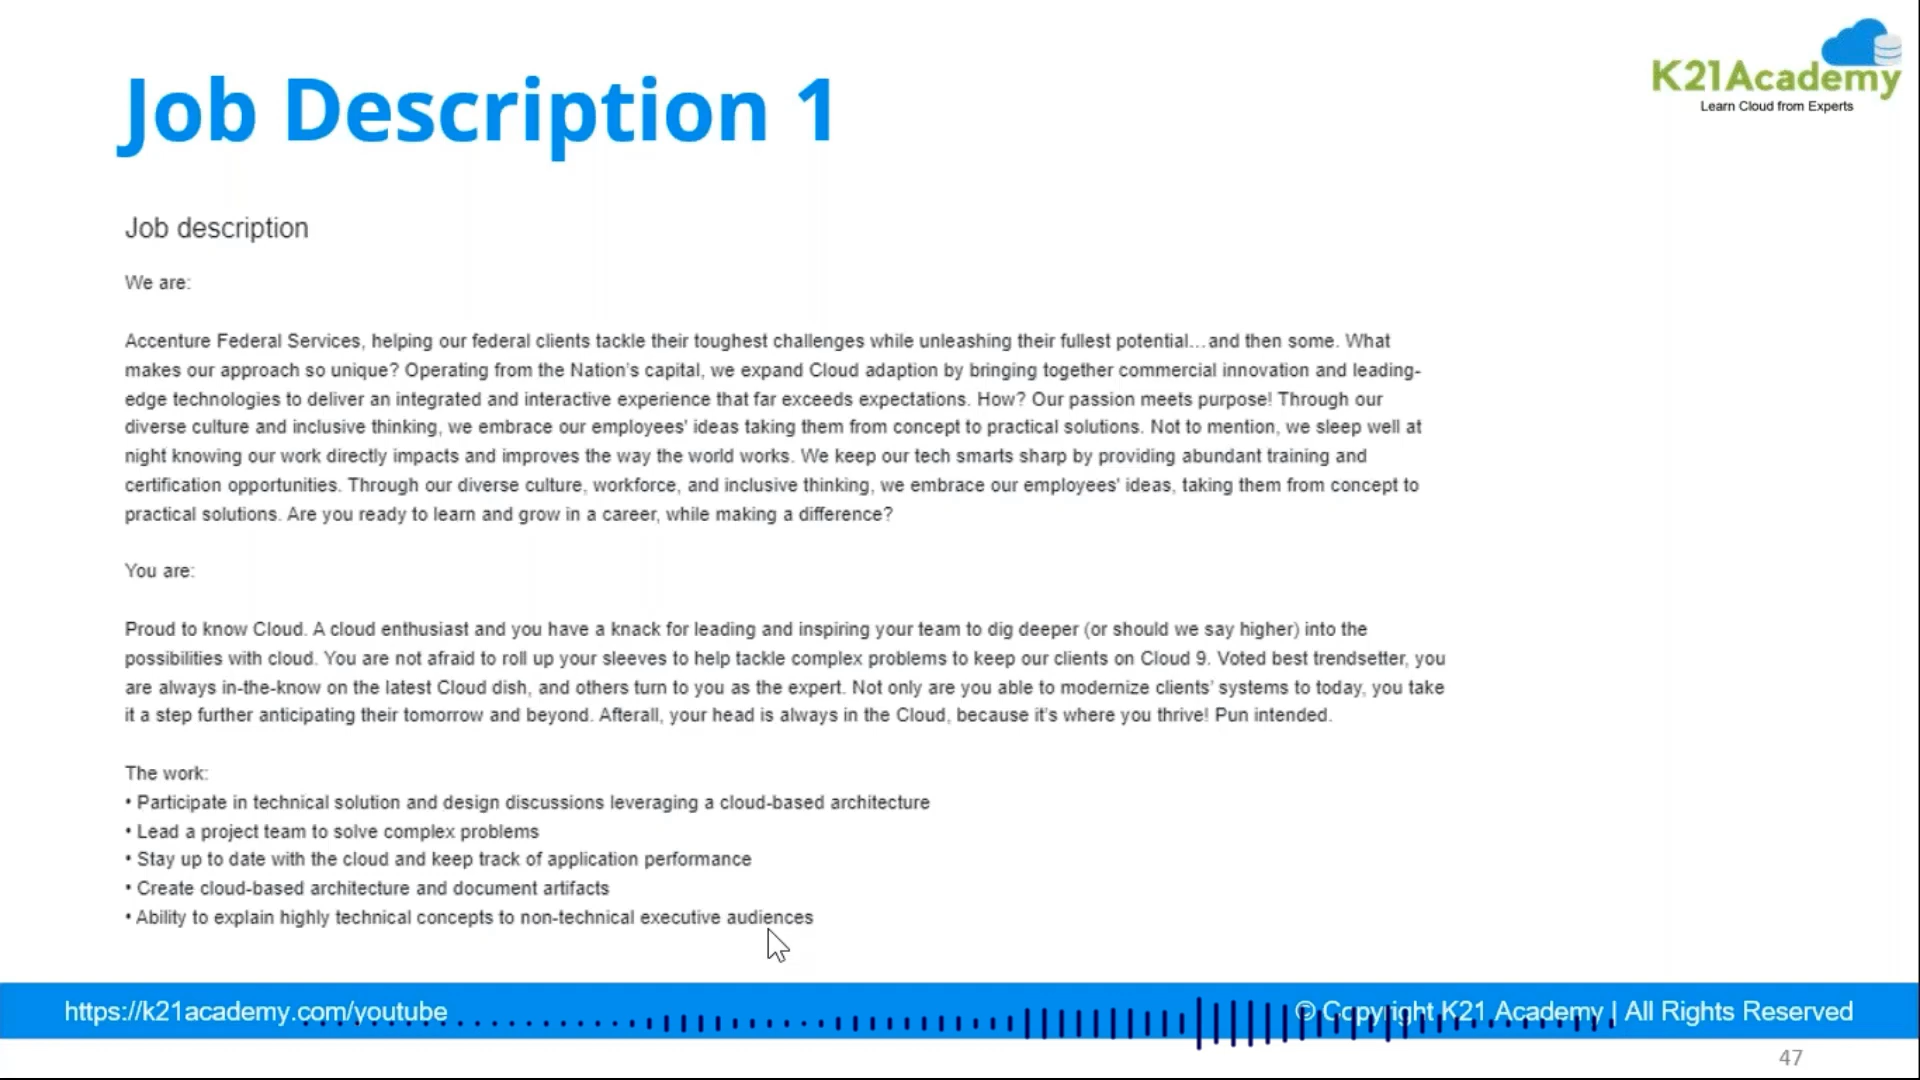 K21Academy
Learn Cloud from Experts
Job Description 1
Job description
We are:
Accenture Federal Services, helping our federal clients tackle their toughest challenges while unleashing their fullest potential...and then some. What
makes our approach so unique? Operating from the Nation's capital, we expand Cloud adaption by bringing together commercial innovation and leading-
edge technologies to deliver an integrated and interactive experience that far exceeds expectations. How? Our passion meets purpose! Through our
diverse culture and inclusive thinking, we embrace our employees' ideas taking them from concept to practical solutions. Not to mention, we sleep well at
night knowing our work directly impacts and improves the way the world works. We keep our tech smarts sharp by providing abundant training and
certification opportunities. Through our diverse culture, workforce, and inclusive thinking, we embrace our employees' ideas, taking them from concept to
practical solutions. Are you ready to learn and grow in a career, while making a difference?
You are:
Proud to know Cloud. A cloud enthusiast and you have a knack for leading and inspiring your team to dig deeper (or should we say higher) into the
possibilities with cloud. You are not afraid to roll up your sleeves to help tackle complex problems to keep our clients on Cloud 9. Voted best trendsetter, you
are always in-the-know on the latest Cloud dish, and others turn to you as the expert. Not only are you able to modernize clients' systems to today, you take
it a step further anticipating their tomorrow and beyond. Afterall, your head is always in the Cloud, because it's where you thrive! Pun intended.
The work:
• Participate in technical solution and design discussions leveraging a cloud-based architecture
• Lead a project team to solve complex problems
• Stay up to date with the cloud and keep track of application performance
• Create cloud-based architecture and document artifacts
• Ability to explain highly technical concepts to non-technical executive audiences
https://k21academy.com/youtube
© Copyright K21 Academy | All Rights Reserved
47